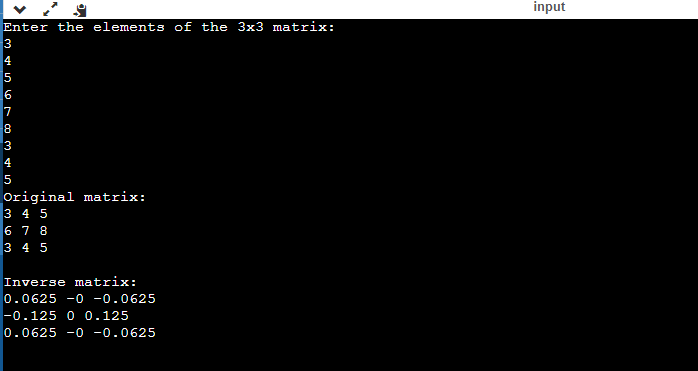 input
Enter the elements of the 3x3 matrix:
3
4
5
6
7
8
3
4
5
Original matrix:
3 4 5
6 7 8
3 4 5
Inverse matrix:
0.0625 -0 -0.0625
-0.125 0 0.125
0.0625 -0 -0.0625